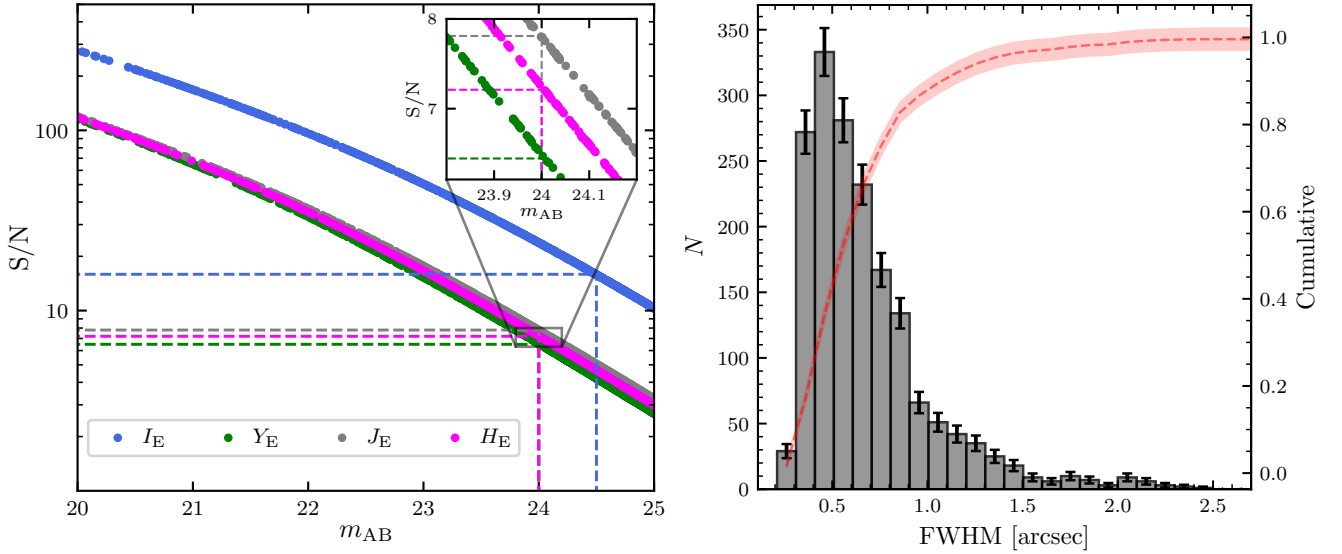 S/N
100
10
20
21
22
23
24
25
m_AB
I_E
Y_E
J_E
H_E
S/N
8
7
23.9
24
24.1
m_AB
N
350
300
250
200
150
100
50
0
0.5
1.0
1.5
2.0
2.5
FWHM [arcsec]
1.0
0.8
0.6
0.4
0.2
0.0
Cumulative